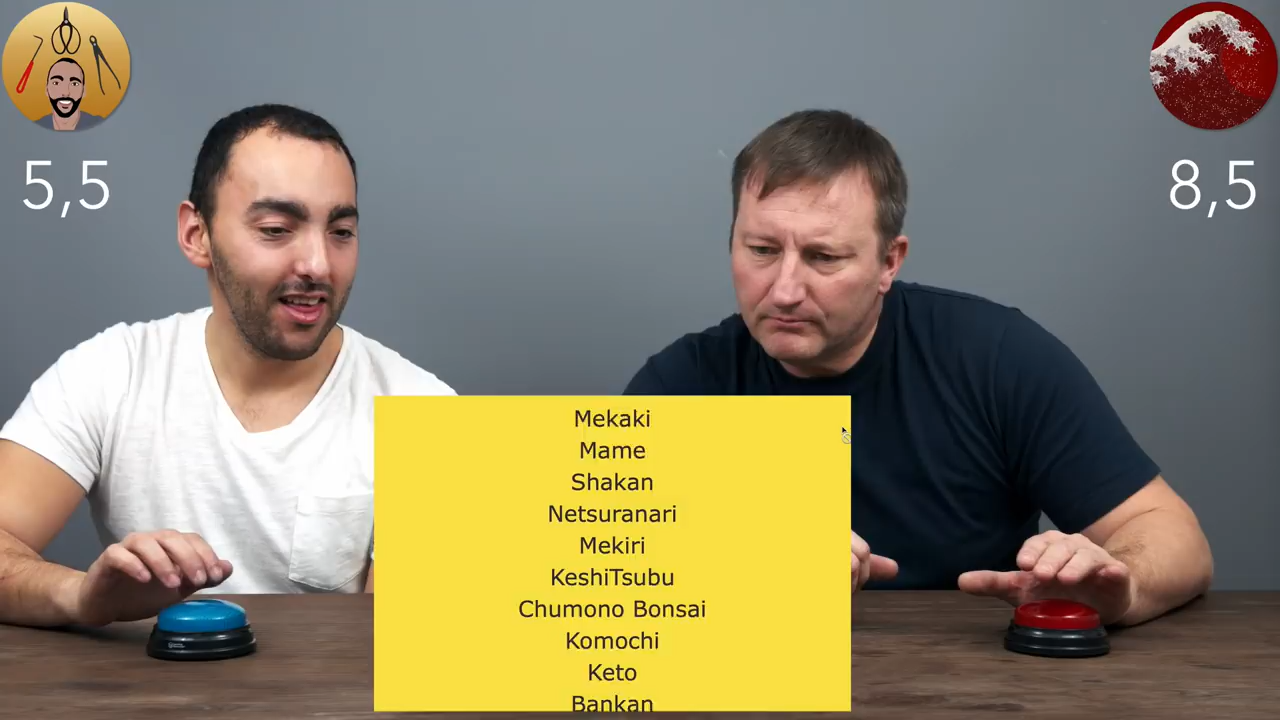 5,5
8,5
Mekaki
Mame
Shakan
Netsuranari
Mekiri
KeshiTsubu
Chumono Bonsai
Komochi
Keto
Bankan